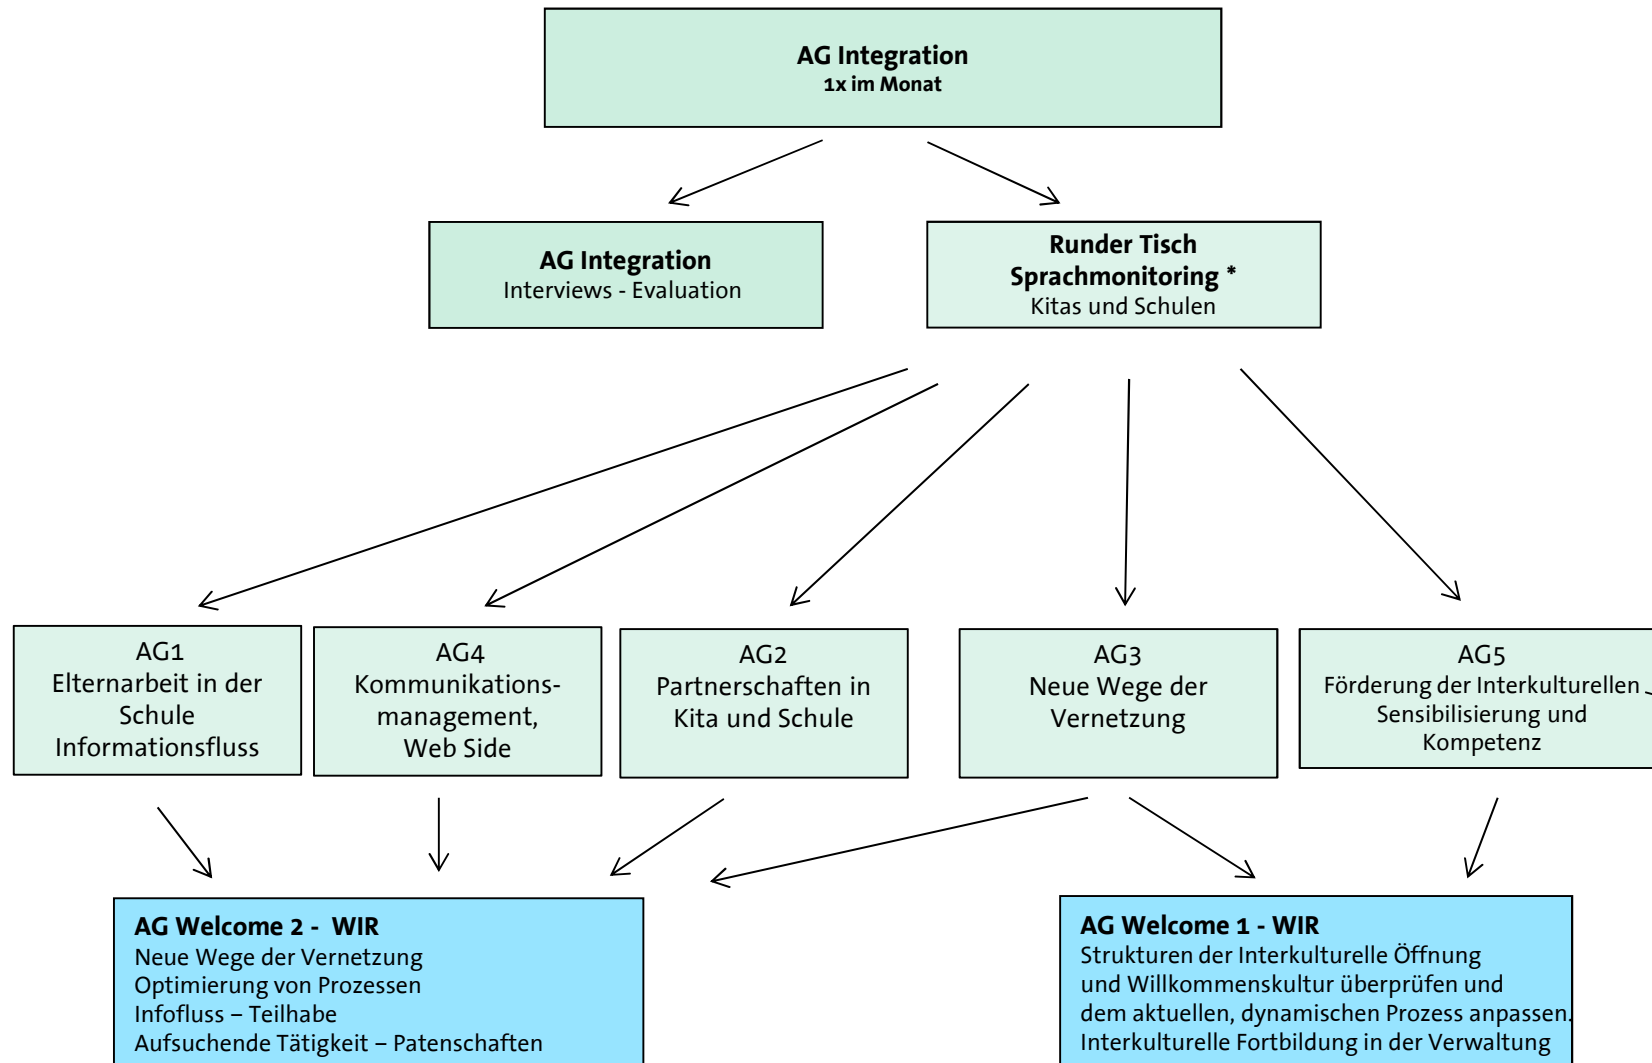 AG Integration
1x im Monat
AG Integration
Interviews - Evaluation
Runder Tisch
Sprachmonitoring *
Kitas und Schulen
AG1
Elternarbeit in der
Schule
Informationsfluss
AG4
Kommunikations-
management,
Web Side
AG2
Partnerschaften in
Kita und Schule
AG3
Neue Wege der
Vernetzung
AG5
Förderung der Interkulturellen
Sensibilisierung und
Kompetenz
AG Welcome 2 - WIR
Neue Wege der Vernetzung
Optimierung von Prozessen
Infofluss – Teilhabe
Aufsuchende Tätigkeit – Patenschaften
AG Welcome 1 - WIR
Strukturen der Interkulturelle Öffnung
und Willkommenskultur überprüfen und
dem aktuellen, dynamischen Prozess anpassen.
Interkulturelle Fortbildung in der Verwaltung